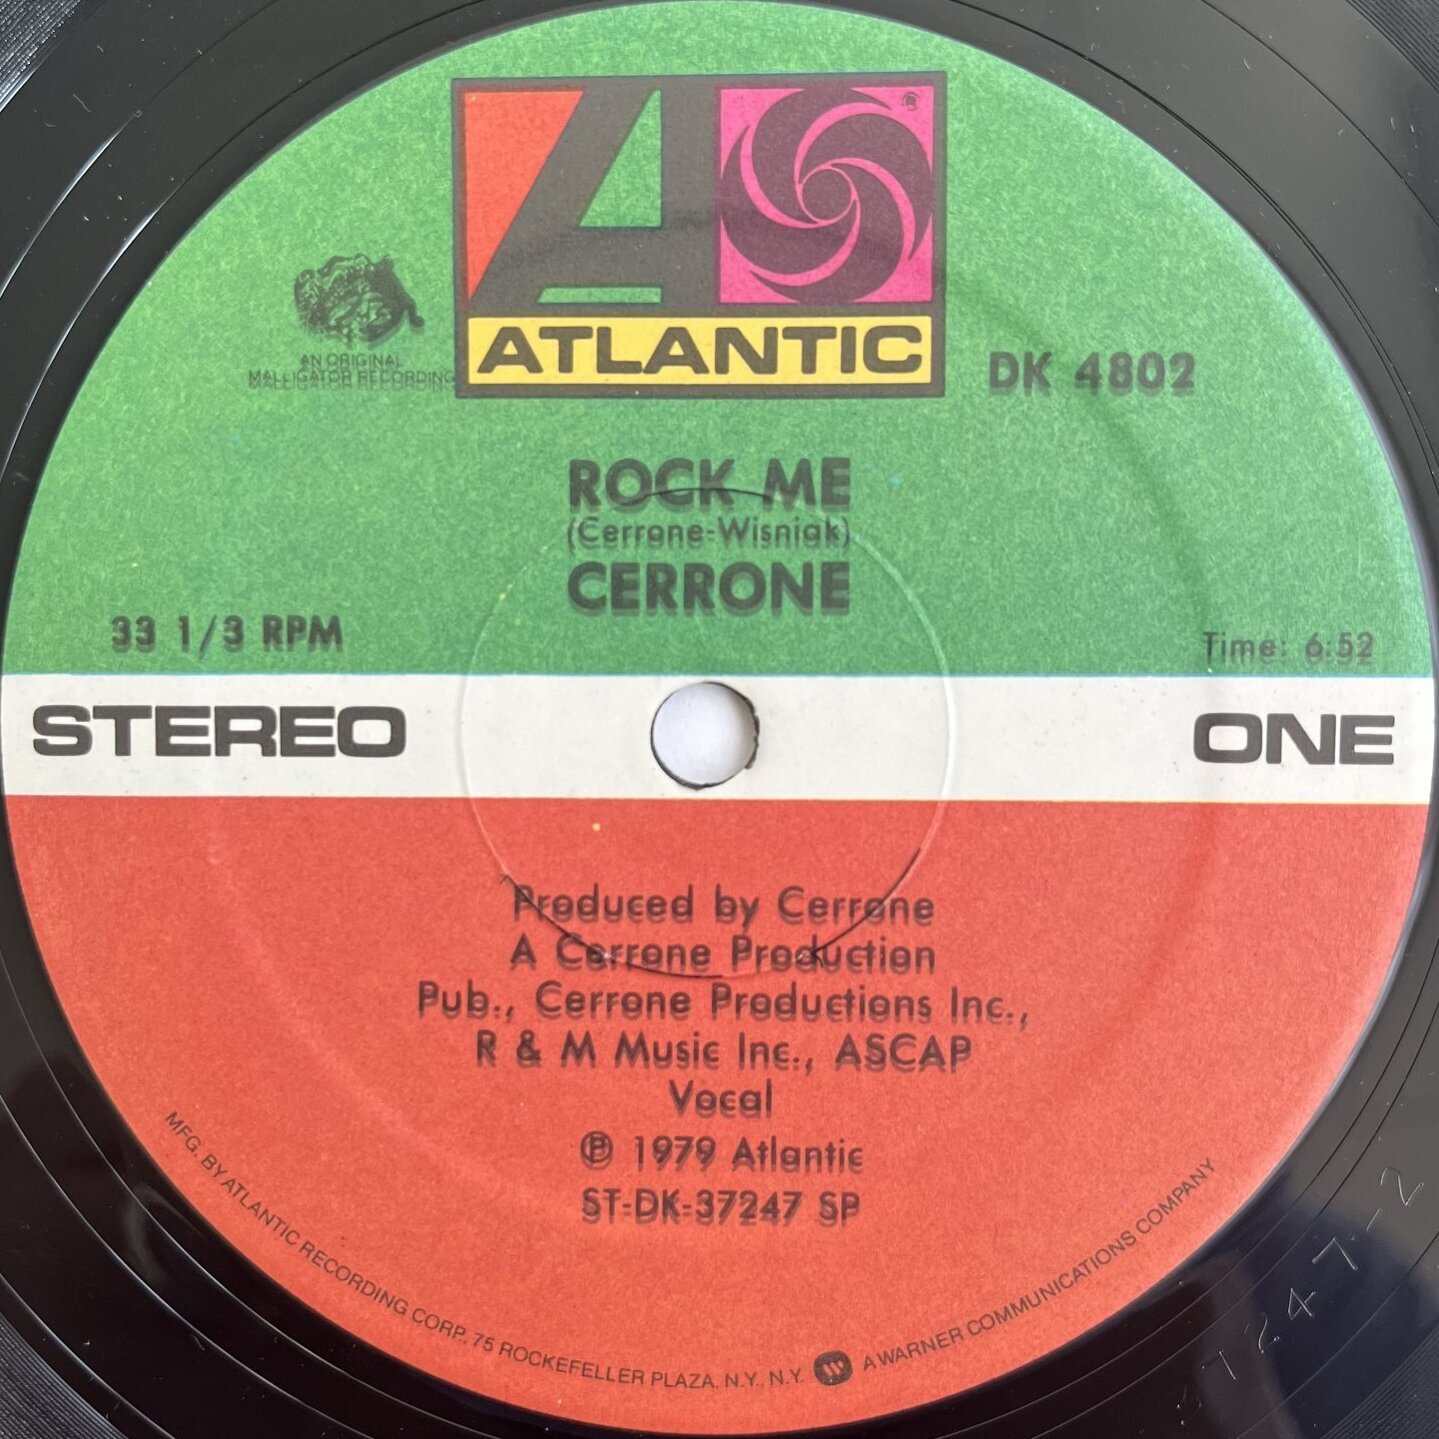 ATLANTIC
®
AN ORIGINAL
MALLIGATOR RECORDING
DK 4802
ROCK ME
(Cerrone-Wisniak)
CERRONE
33 1/3 RPM
Time: 6:52
STEREO
ONE
Produced by Cerrone
A Cerrone Production
Pub., Cerrone Productions Inc.,
R & M Music Inc., ASCAP
Vocal
℗ 1979 Atlantic
ST-DK-37247 SP
MFG. BY ATLANTIC RECORDING CORP., 75 ROCKEFELLER PLAZA, N.Y., N.Y. A WARNER COMMUNICATIONS COMPANY